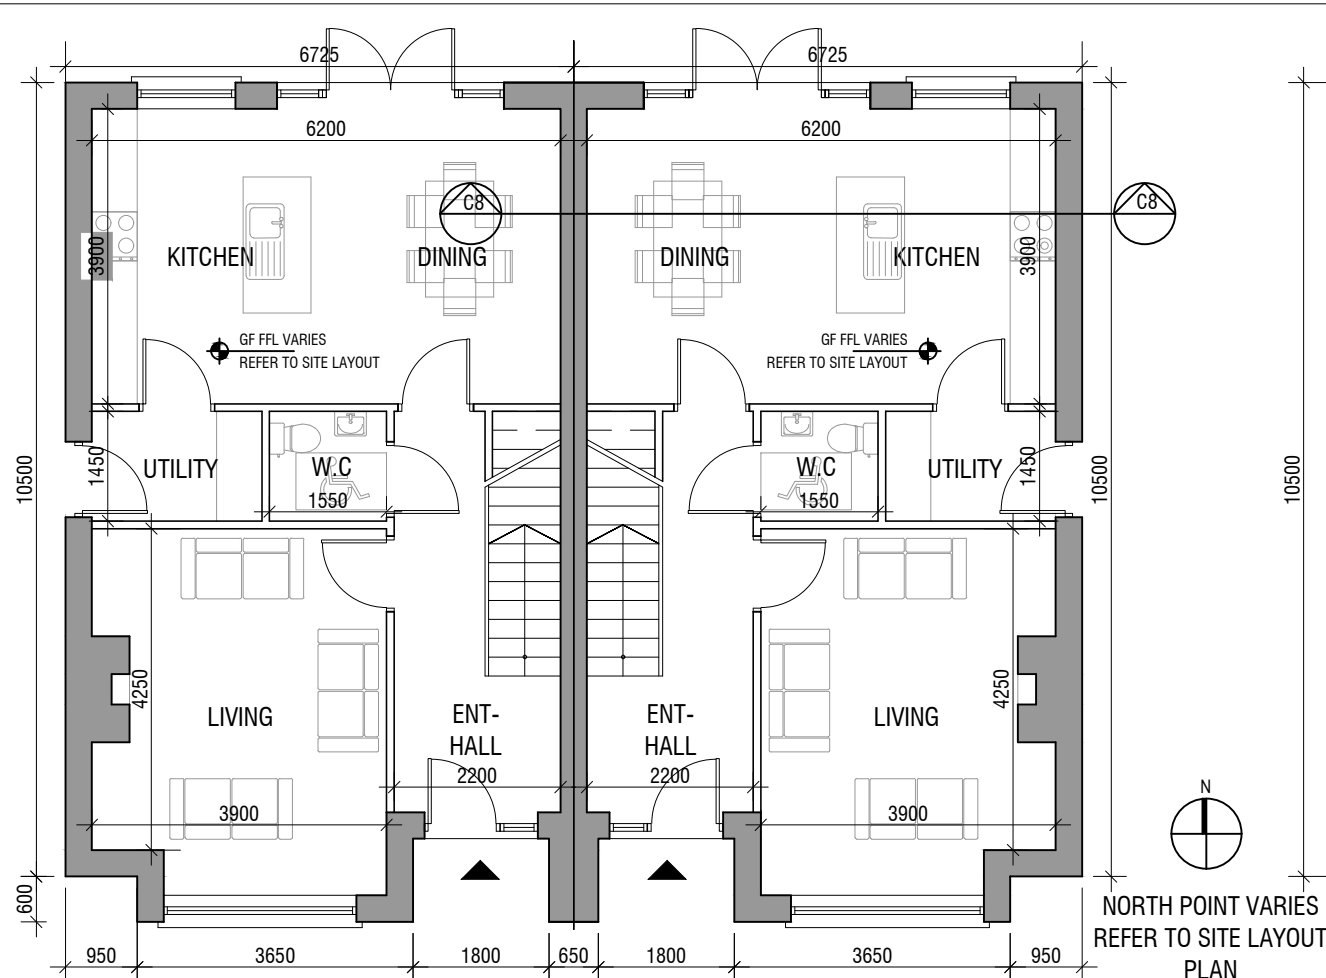 6725
6725
6200
6200
C8
C8
3900
KITCHEN
DINING
DINING
KITCHEN
3900
GF FFL VARIES
REFER TO SITE LAYOUT
GF FFL VARIES
REFER TO SITE LAYOUT
10500
1450
UTILITY
W.C
1550
W.C
1550
UTILITY
1450
10500
10500
4250
LIVING
ENT-
HALL
ENT-
HALL
LIVING
4250
2200
2200
3900
3900
N
600
NORTH POINT VARIES
REFER TO SITE LAYOUT
PLAN
950
3650
1800
650
1800
3650
950